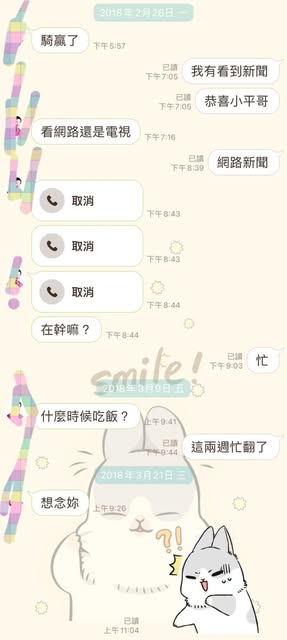 2018年2月26日 一
騎贏了
下午5:57
已讀
下午7:05
我有看到新聞
已讀
下午7:05
恭喜小平哥
看網路還是電視
下午7:16
已讀
下午8:39
網路新聞
取消
下午8:43
取消
下午8:43
取消
下午8:44
在幹嘛？
下午8:44
已讀
下午9:03
忙
smile!
2018年3月9日 五
什麼時候吃飯？
上午9:41
已讀
下午9:44
這兩週忙翻了
2018年3月21日 三
想念妳
上午9:26
?!
已讀
上午11:04